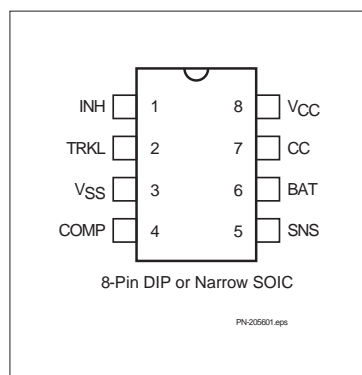 INH 1 8 VCC
TRKL 2 7 CC
VSS 3 6 BAT
COMP 4 5 SNS
8-Pin DIP or Narrow SOIC
PN-205601.eps